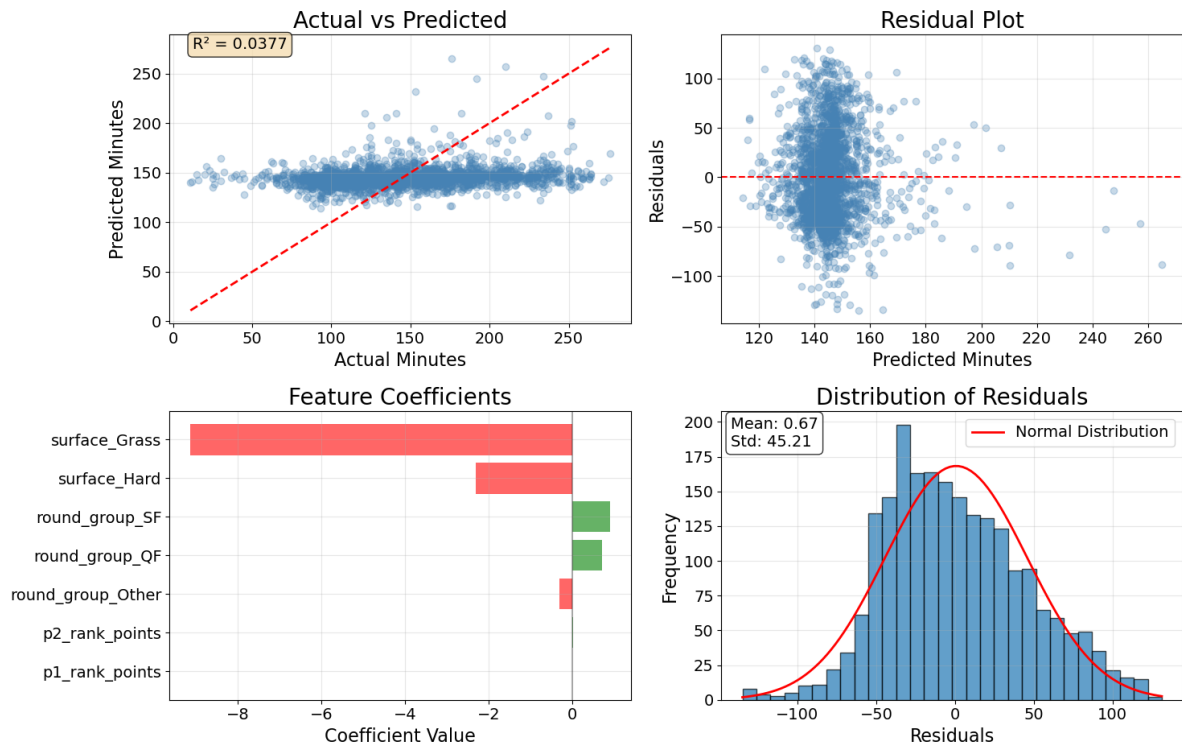 Actual vs Predicted
R² = 0.0377
Predicted Minutes
250
200
150
100
50
0
0 50 100 150 200 250
Actual Minutes
Residual Plot
Residuals
100
50
0
−50
−100
120 140 160 180 200 220 240 260
Predicted Minutes
Feature Coefficients
surface_Grass
surface_Hard
round_group_SF
round_group_QF
round_group_Other
p2_rank_points
p1_rank_points
−8 −6 −4 −2 0
Coefficient Value
Distribution of Residuals
Mean: 0.67
Std: 45.21
Normal Distribution
Frequency
200
175
150
125
100
75
50
25
0
−100 −50 0 50 100
Residuals